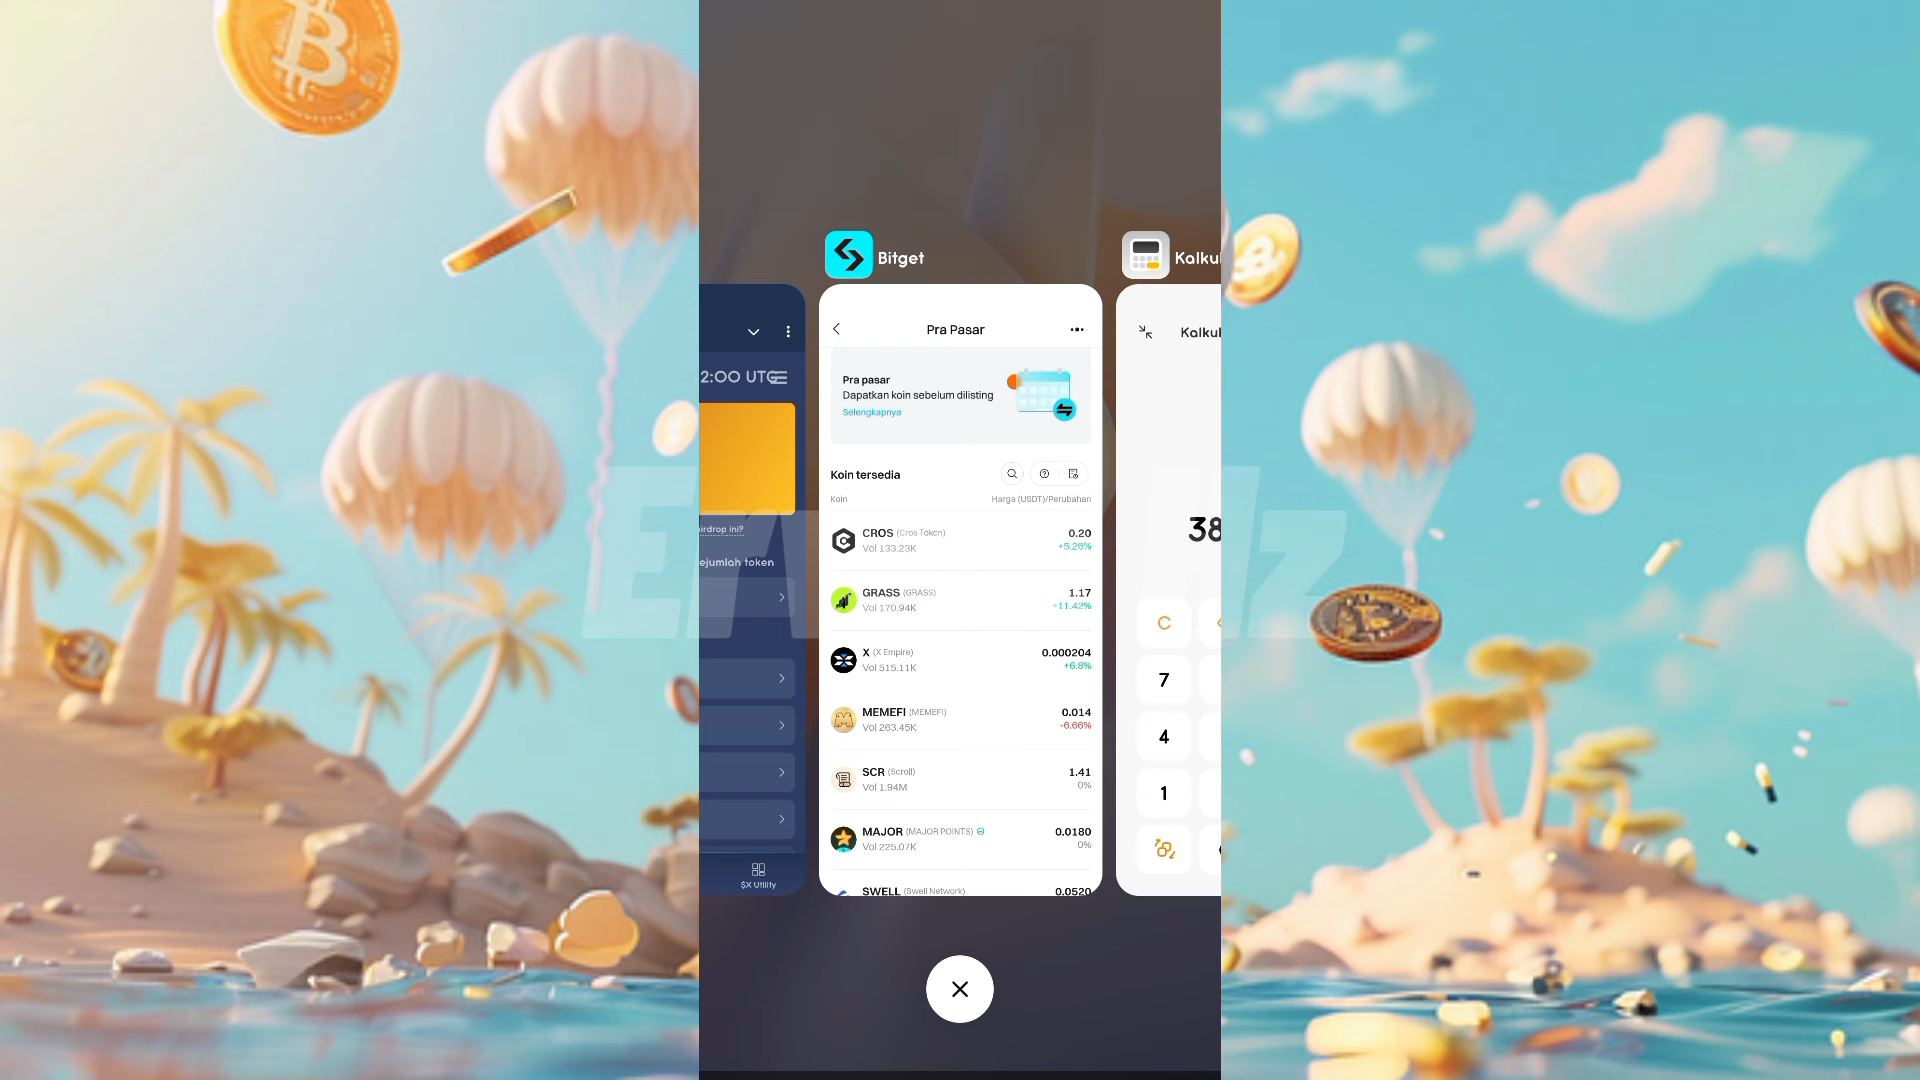 Bitget
Kalkul
2:00 UTC
irdrop ini?
ejumlah token
$X Utility
Pra Pasar
Pra pasar
Dapatkan koin sebelum dilisting
Selengkapnya
Koin tersedia
Koin
Harga (USDT)/Perubahan
CROS (Cros Token) 0.20
Vol 133.23K +5.26%
GRASS (GRASS) 1.17
Vol 170.94K +11.42%
X (X Empire) 0.000204
Vol 515.11K +6.8%
MEMEFI (MEMEFI) 0.014
Vol 263.45K -6.66%
SCR (Scroll) 1.41
Vol 1.94M 0%
MAJOR (MAJOR POINTS) 0.0180
Vol 225.07K 0%
SWELL (Swell Network) 0.0520
Kalkul
38
C
7
4
1